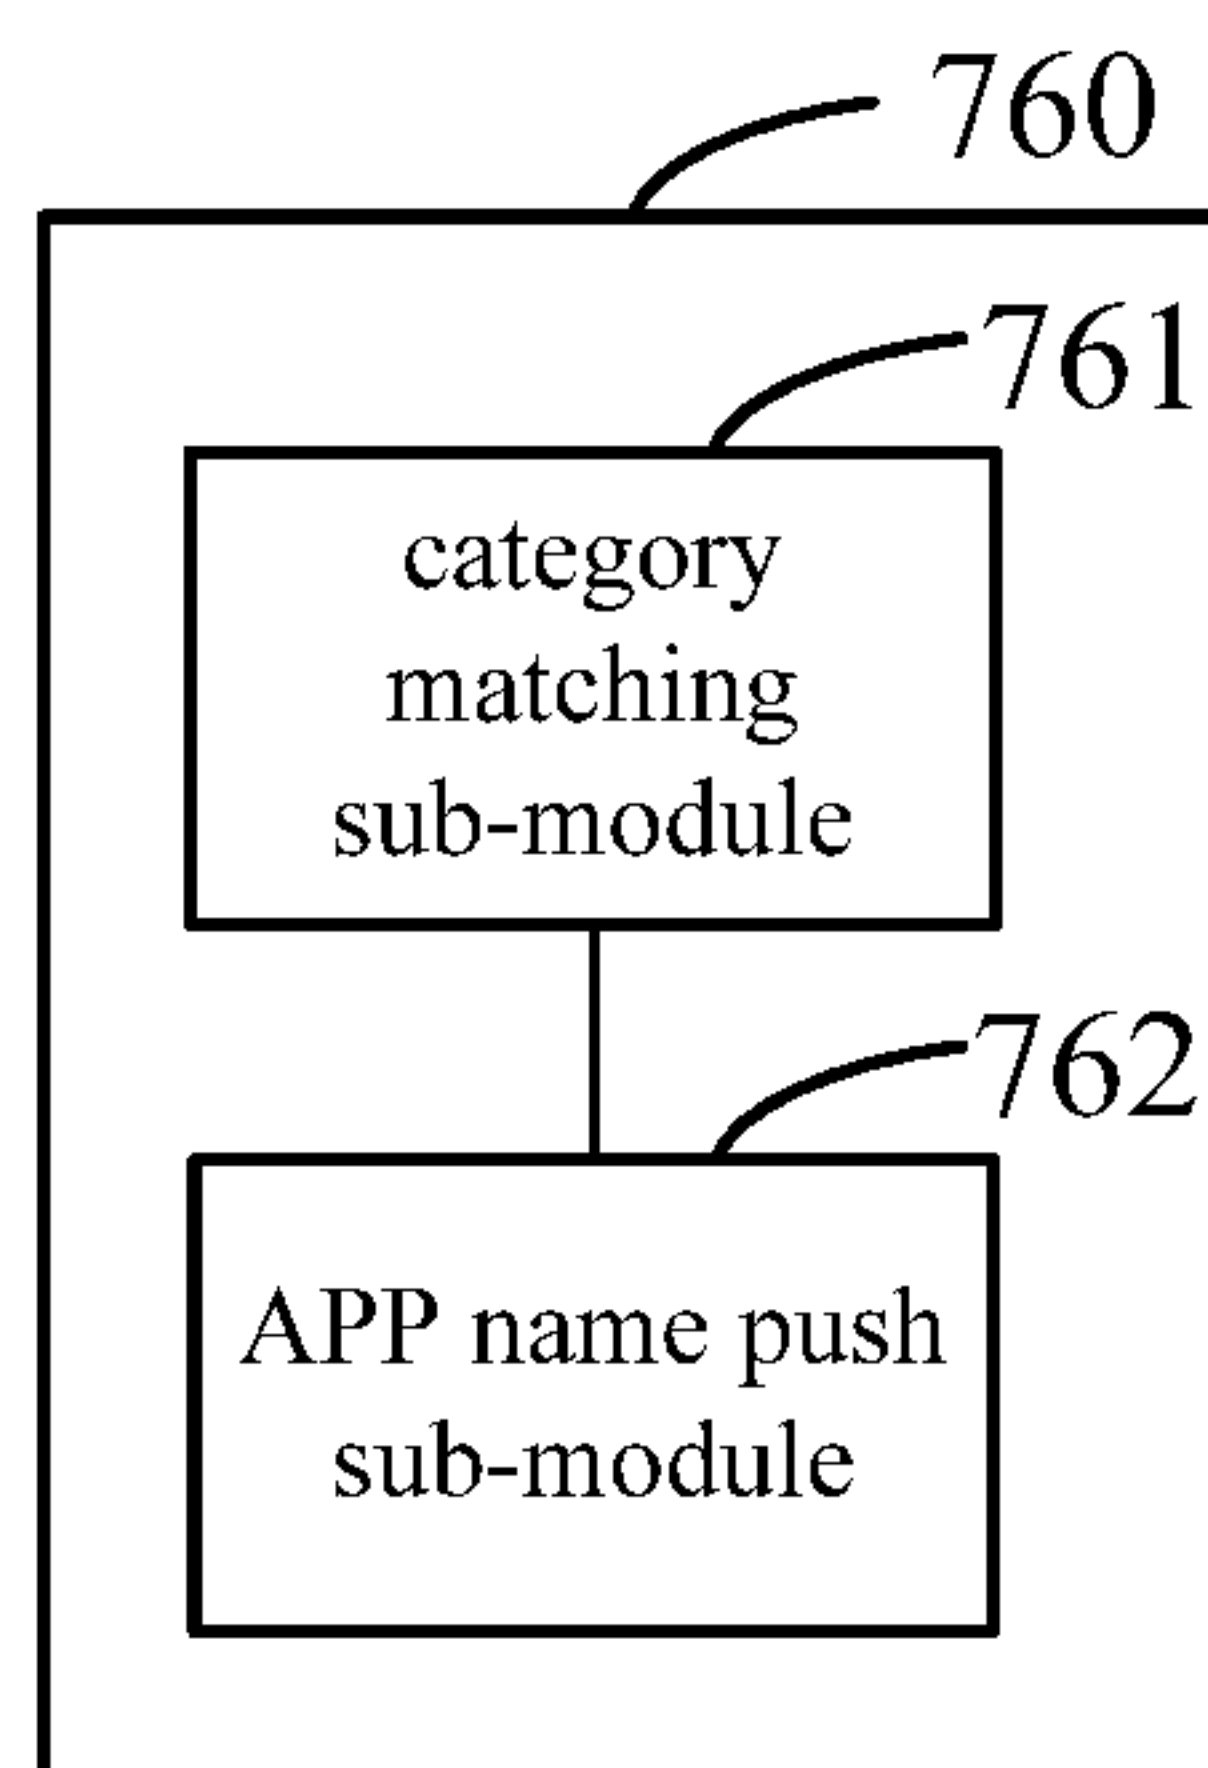 760
761
category
matching
sub-module
762
APP name push
sub-module